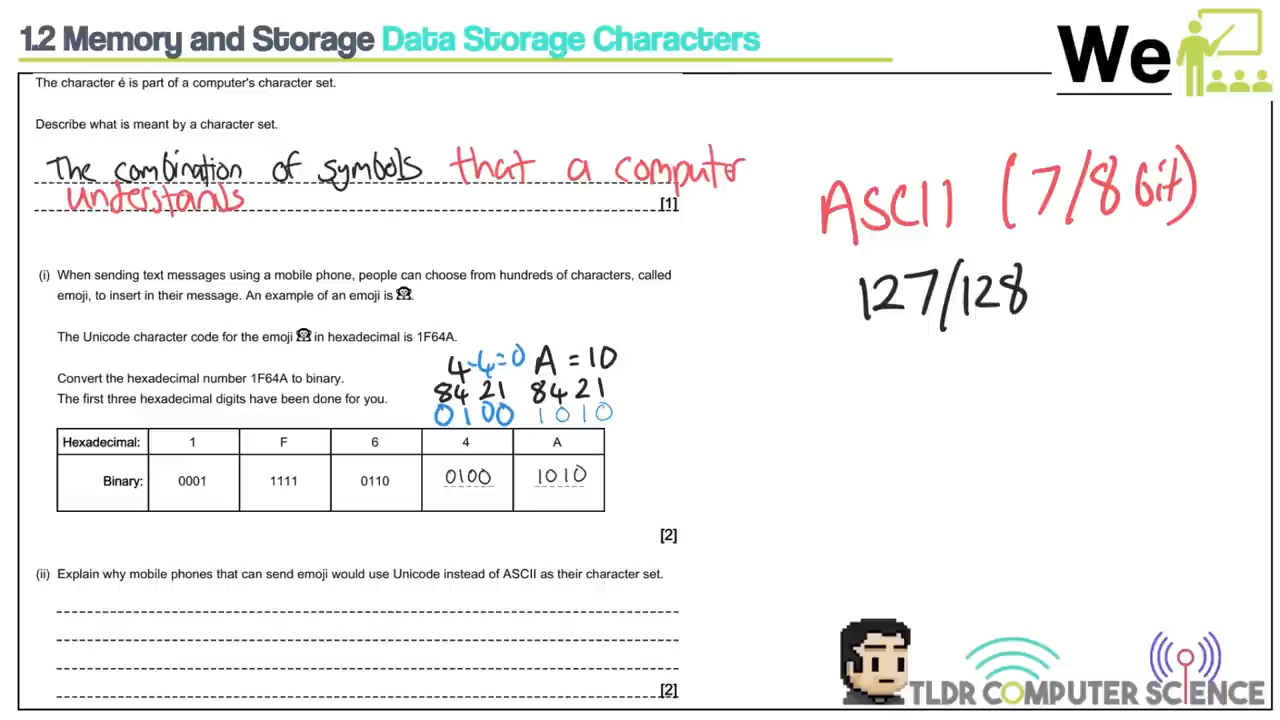 1.2 Memory and Storage Data Storage Characters
We
The character é is part of a computer's character set.
Describe what is meant by a character set.
The combination of symbols that a computer
understands
[1]
ASCII (7/8 bit)
127/128
(i) When sending text messages using a mobile phone, people can choose from hundreds of characters, called
emoji, to insert in their message. An example of an emoji is 🙊.
The Unicode character code for the emoji 🙊 in hexadecimal is 1F64A.
Convert the hexadecimal number 1F64A to binary.
The first three hexadecimal digits have been done for you.
4-4=0 A = 10
8421 8421
0100 1010
Hexadecimal: 1 F 6 4 A
Binary: 0001 1111 0110 0100 1010
[2]
(ii) Explain why mobile phones that can send emoji would use Unicode instead of ASCII as their character set.
[2]
TLDR COMPUTER SCIENCE